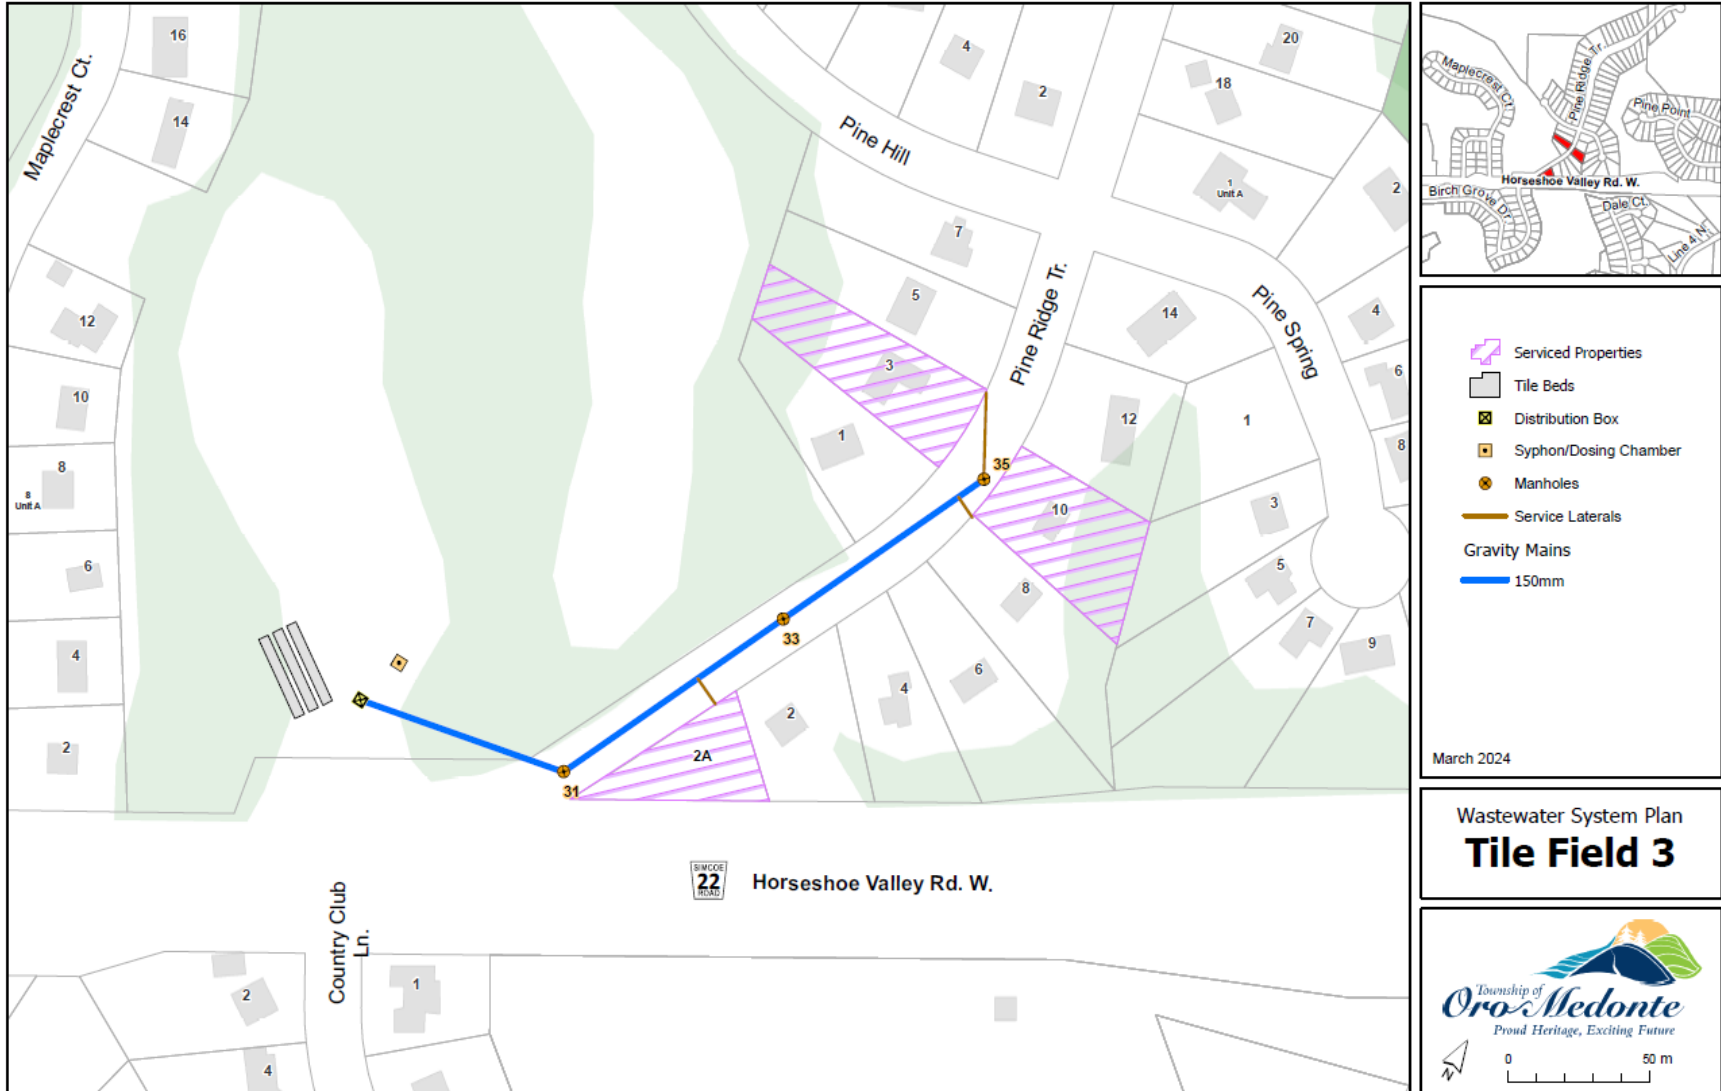 16
14
Maplecrest Ct.
12
10
8
8
Unit A
6
4
2
4
2
Pine Hill
20
18
1
Unit A
2
7
5
3
1
Pine Ridge Tr.
14
Pine Spring
4
6
8
12
1
3
5
7
9
35
10
8
33
6
4
2
2A
31
SIMCOE
22
ROAD
Horseshoe Valley Rd. W.
Country Club
Ln.
2
4
1
Maplecrest Ct.
Pine Ridge Tr.
Pine Point
Horseshoe Valley Rd. W.
Birch Grove Dr.
Dale Ct.
Line 4 N.
Serviced Properties
Tile Beds
Distribution Box
Syphon/Dosing Chamber
Manholes
Service Laterals
Gravity Mains
150mm
March 2024
Wastewater System Plan
Tile Field 3
Township of
Oro-Medonte
Proud Heritage, Exciting Future
N
0 50 m